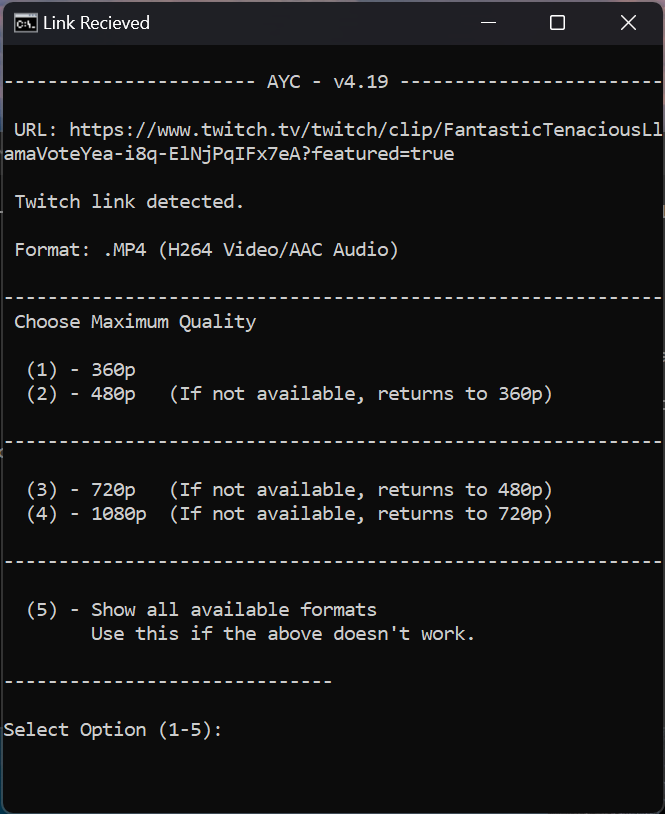 Link Recieved
----------------------- AYC - v4.19 ------------------------
URL: https://www.twitch.tv/twitch/clip/FantasticTenaciousLl
amaVoteYea-i8q-ElNjPqIFx7eA?featured=true
Twitch link detected.
Format: .MP4 (H264 Video/AAC Audio)
------------------------------------------------------------
Choose Maximum Quality
(1) - 360p
(2) - 480p (If not available, returns to 360p)
------------------------------------------------------------
(3) - 720p (If not available, returns to 480p)
(4) - 1080p (If not available, returns to 720p)
------------------------------------------------------------
(5) - Show all available formats
Use this if the above doesn't work.
------------------------------
Select Option (1-5):